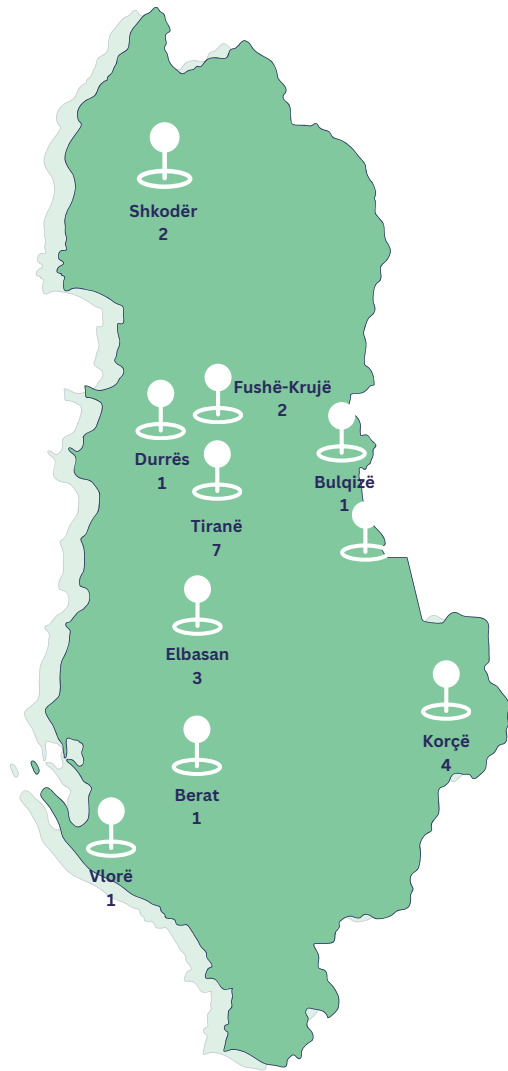 Shkodër
2
Fushë-Krujë
2
Durrës
1
Bulqizë
1
Tiranë
7
Elbasan
3
Korçë
4
Berat
1
Vlorë
1